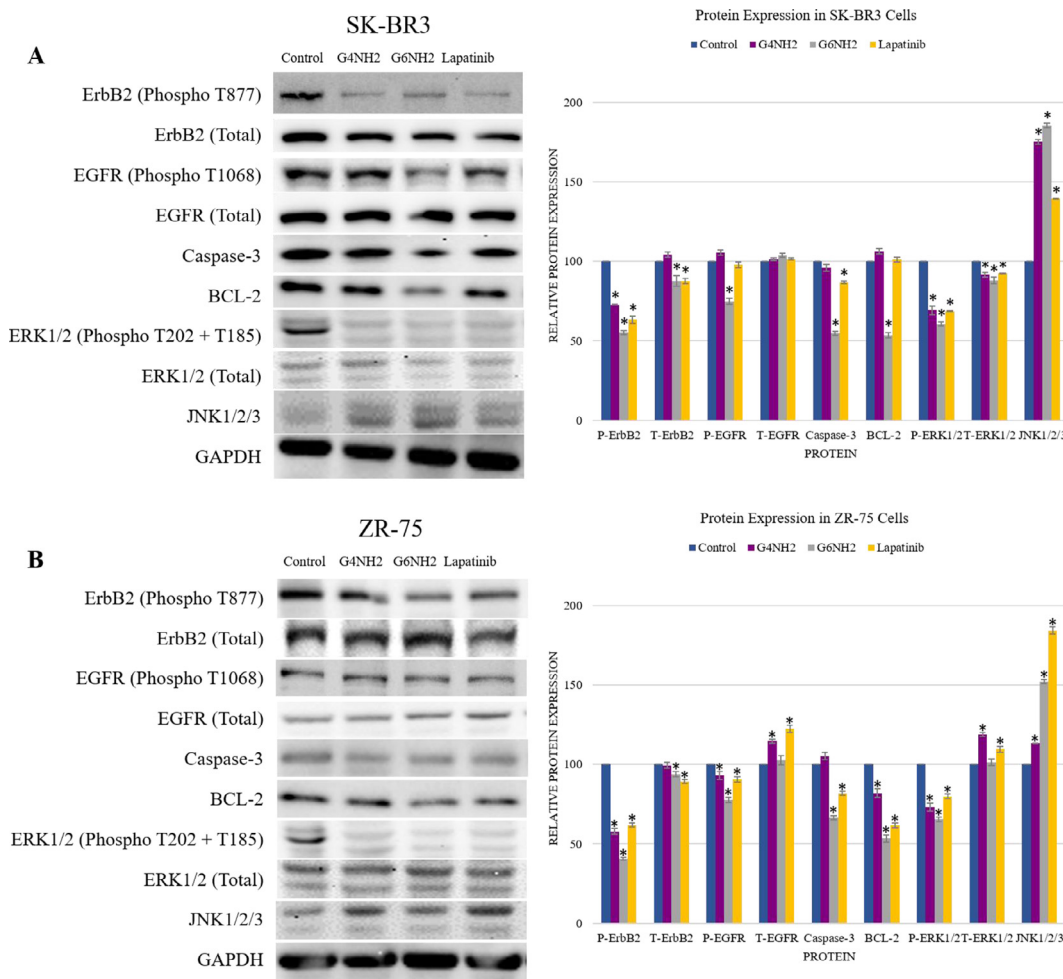 SK-BR3
A
Control G4NH2 G6NH2 Lapatinib
ErbB2 (Phospho T877)
ErbB2 (Total)
EGFR (Phospho T1068)
EGFR (Total)
Caspase-3
BCL-2
ERK1/2 (Phospho T202 + T185)
ERK1/2 (Total)
JNK1/2/3
GAPDH
Protein Expression in SK-BR3 Cells
Control G4NH2 G6NH2 Lapatinib
RELATIVE PROTEIN EXPRESSION
200
150
100
50
0
* * * * * * * * * * * * * * * * *
P-ErbB2 T-ErbB2 P-EGFR T-EGFR Caspase-3 BCL-2 P-ERK1/2 T-ERK1/2 JNK1/2/3
PROTEIN
ZR-75
B
Control G4NH2 G6NH2 Lapatinib
ErbB2 (Phospho T877)
ErbB2 (Total)
EGFR (Phospho T1068)
EGFR (Total)
Caspase-3
BCL-2
ERK1/2 (Phospho T202 + T185)
ERK1/2 (Total)
JNK1/2/3
GAPDH
Protein Expression in ZR-75 Cells
Control G4NH2 G6NH2 Lapatinib
RELATIVE PROTEIN EXPRESSION
200
150
100
50
0
* * * * * * * * * * * * * * * * * * * * * * *
P-ErbB2 T-ErbB2 P-EGFR T-EGFR Caspase-3 BCL-2 P-ERK1/2 T-ERK1/2 JNK1/2/3
PROTEIN